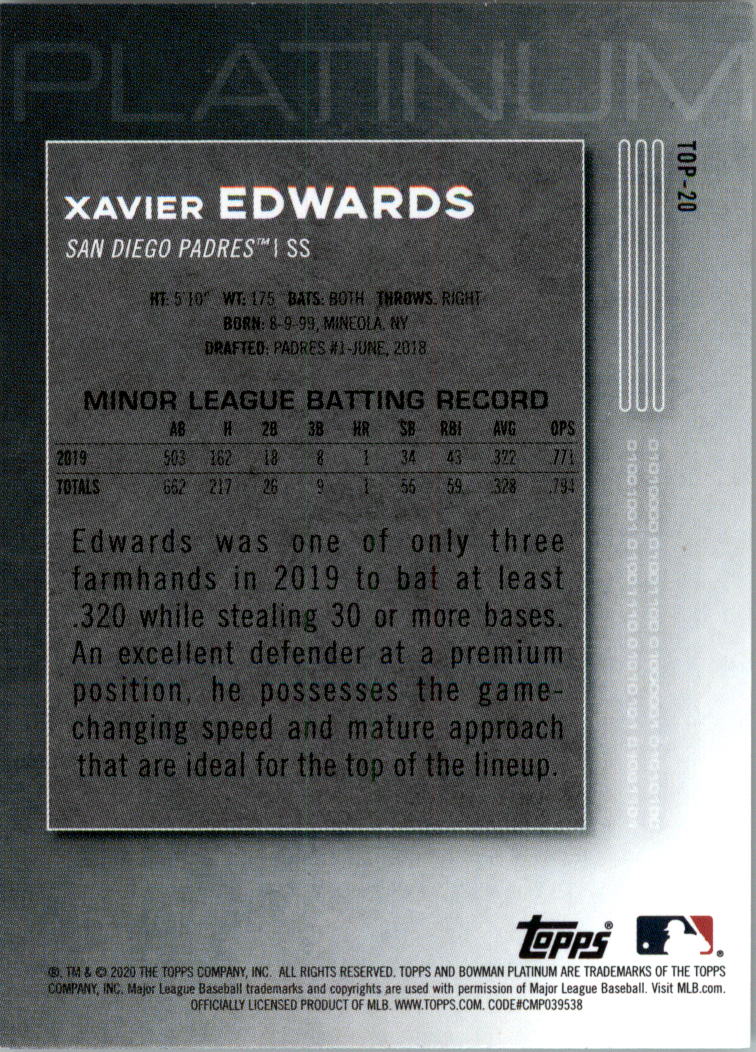 PLATINUM
TOP-20
XAVIER EDWARDS
SAN DIEGO PADRES™ | SS
HT: 5'10" WT: 175 BATS: BOTH THROWS: RIGHT
BORN: 8-9-99, MINEOLA, NY
DRAFTED: PADRES #1-JUNE, 2018
MINOR LEAGUE BATTING RECORD
AB H 2B 3B HR SB RBI AVG OPS
2019 503 162 18 8 1 34 43 .322 .771
TOTALS 662 217 26 9 1 56 59 .328 .794
Edwards was one of only three
farmhands in 2019 to bat at least
.320 while stealing 30 or more bases.
An excellent defender at a premium
position, he possesses the game-
changing speed and mature approach
that are ideal for the top of the lineup.
topps®
®, TM & © 2020 THE TOPPS COMPANY, INC. ALL RIGHTS RESERVED. TOPPS AND BOWMAN PLATINUM ARE TRADEMARKS OF THE TOPPS
COMPANY, INC. Major League Baseball trademarks and copyrights are used with permission of Major League Baseball. Visit MLB.com.
OFFICIALLY LICENSED PRODUCT OF MLB. WWW.TOPPS.COM. CODE#CMP039538